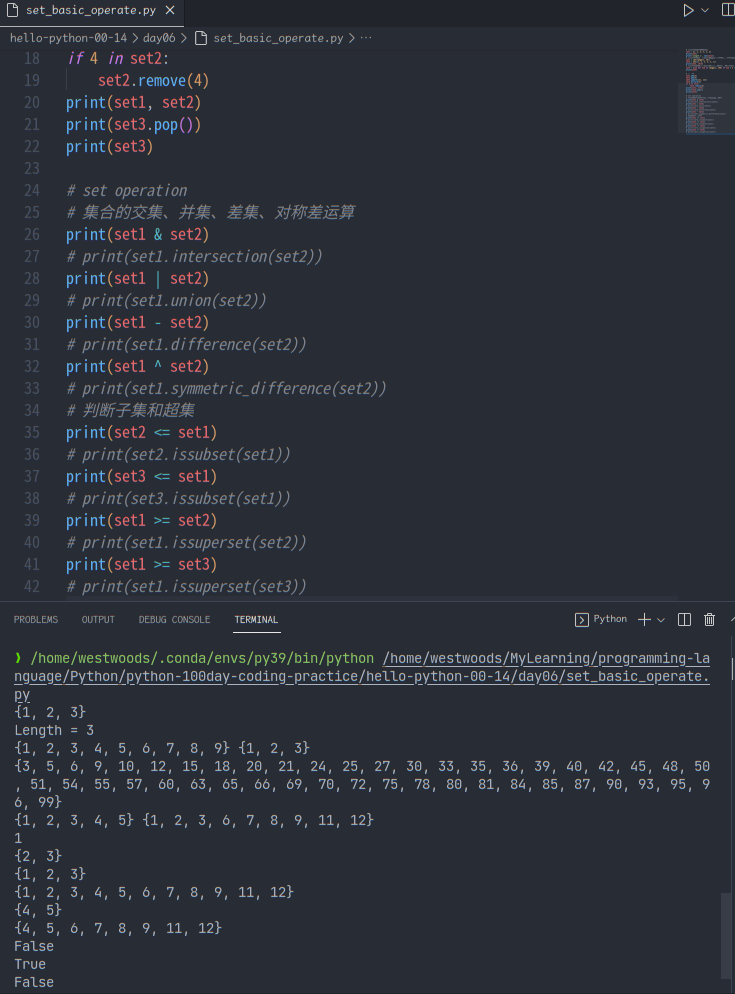 set_basic_operate.py
hello-python-00-14 > day06 > set_basic_operate.py > ···
18 if 4 in set2:
19 set2.remove(4)
20 print(set1, set2)
21 print(set3.pop())
22 print(set3)
23
24 # set operation
25 # 集合的交集、并集、差集、对称差运算
26 print(set1 & set2)
27 # print(set1.intersection(set2))
28 print(set1 | set2)
29 # print(set1.union(set2))
30 print(set1 - set2)
31 # print(set1.difference(set2))
32 print(set1 ^ set2)
33 # print(set1.symmetric_difference(set2))
34 # 判断子集和超集
35 print(set2 <= set1)
36 # print(set2.issubset(set1))
37 print(set3 <= set1)
38 # print(set3.issubset(set1))
39 print(set1 >= set2)
40 # print(set1.issuperset(set2))
41 print(set1 >= set3)
42 # print(set1.issuperset(set3))
PROBLEMS OUTPUT DEBUG CONSOLE TERMINAL Python
❯ /home/westwoods/.conda/envs/py39/bin/python /home/westwoods/MyLearning/programming-la
nguage/Python/python-100day-coding-practice/hello-python-00-14/day06/set_basic_operate.
py
{1, 2, 3}
Length = 3
{1, 2, 3, 4, 5, 6, 7, 8, 9} {1, 2, 3}
{3, 5, 6, 9, 10, 12, 15, 18, 20, 21, 24, 25, 27, 30, 33, 35, 36, 39, 40, 42, 45, 48, 50
, 51, 54, 55, 57, 60, 63, 65, 66, 69, 70, 72, 75, 78, 80, 81, 84, 85, 87, 90, 93, 95, 9
6, 99}
{1, 2, 3, 4, 5} {1, 2, 3, 6, 7, 8, 9, 11, 12}
1
{2, 3}
{1, 2, 3}
{1, 2, 3, 4, 5, 6, 7, 8, 9, 11, 12}
{4, 5}
{4, 5, 6, 7, 8, 9, 11, 12}
False
True
False